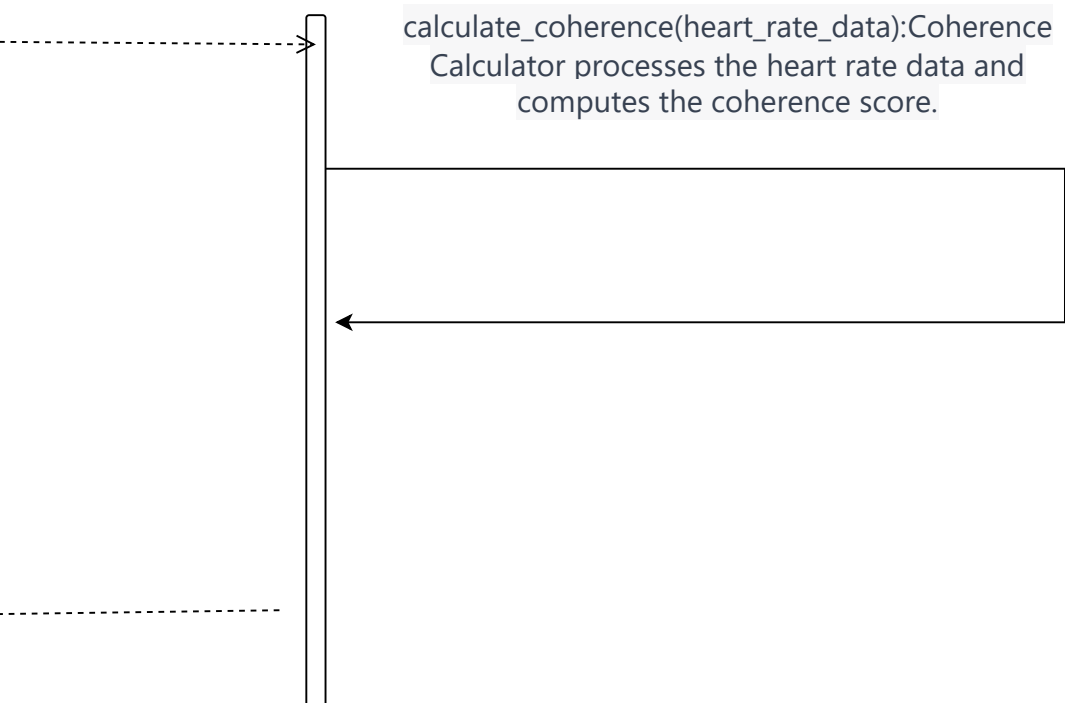 calculate_coherence(heart_rate_data):Coherence
Calculator processes the heart rate data and
computes the coherence score.